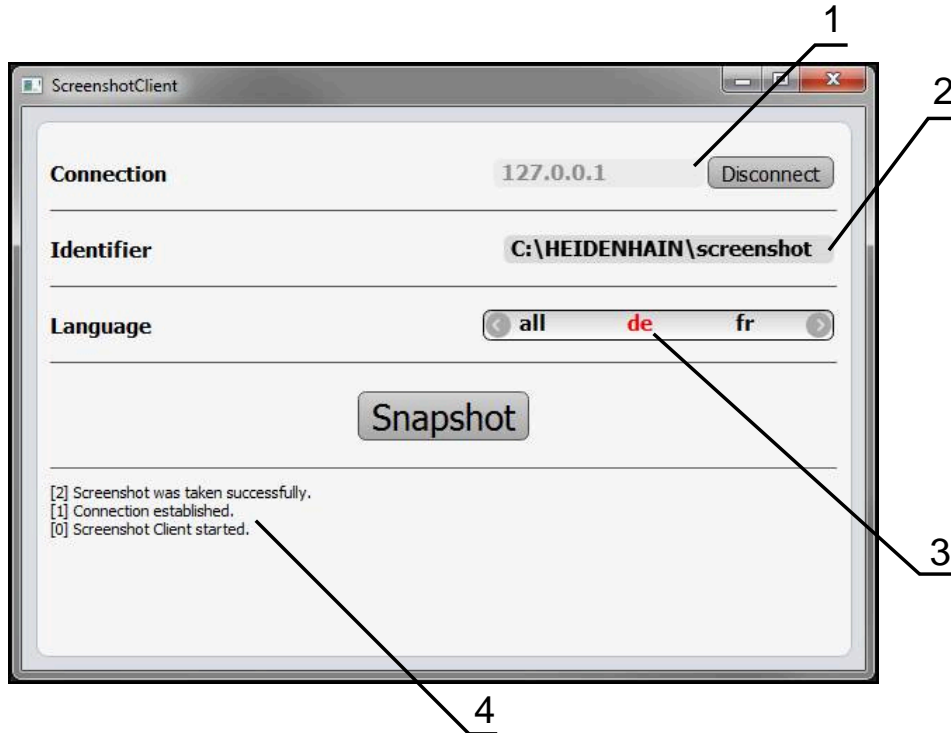 1
ScreenshotClient
2
Connection 127.0.0.1 Disconnect
Identifier C:\HEIDENHAIN\screenshot
Language all de fr
Snapshot
[2] Screenshot was taken successfully.
[1] Connection established.
[0] Screenshot Client started.
3
4